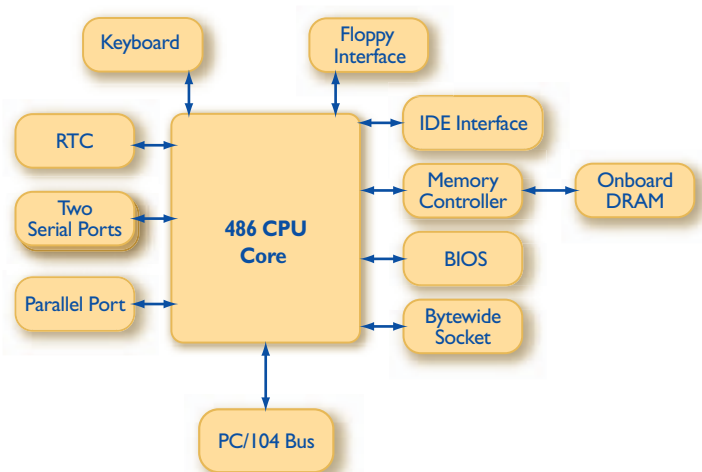 Keyboard
Floppy
Interface
RTC
IDE Interface
Two
Serial Ports
Memory
Controller
Onboard
DRAM
486 CPU
Core
BIOS
Parallel Port
Bytewide
Socket
PC/104 Bus